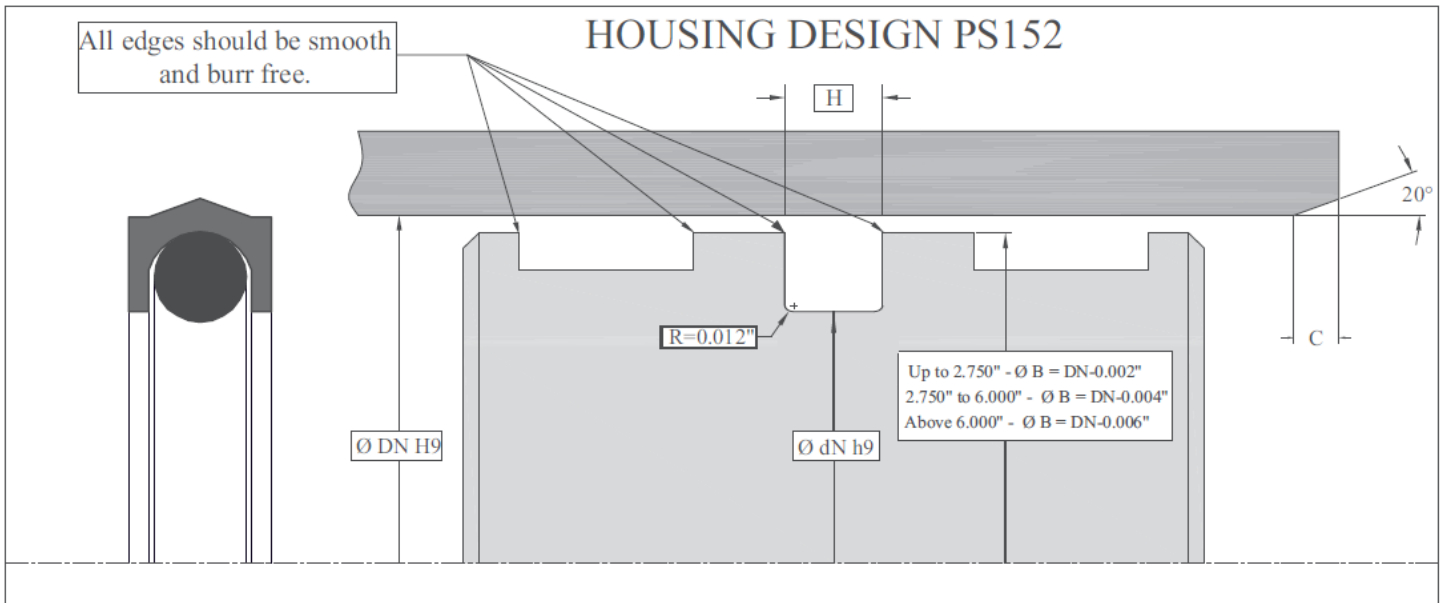 HOUSING DESIGN PS152
All edges should be smooth
and burr free.
H
20°
R=0.012"
C
Up to 2.750" - Ø B = DN-0.002"
2.750" to 6.000" - Ø B = DN-0.004"
Above 6.000" - Ø B = DN-0.006"
Ø DN H9
Ø dN h9